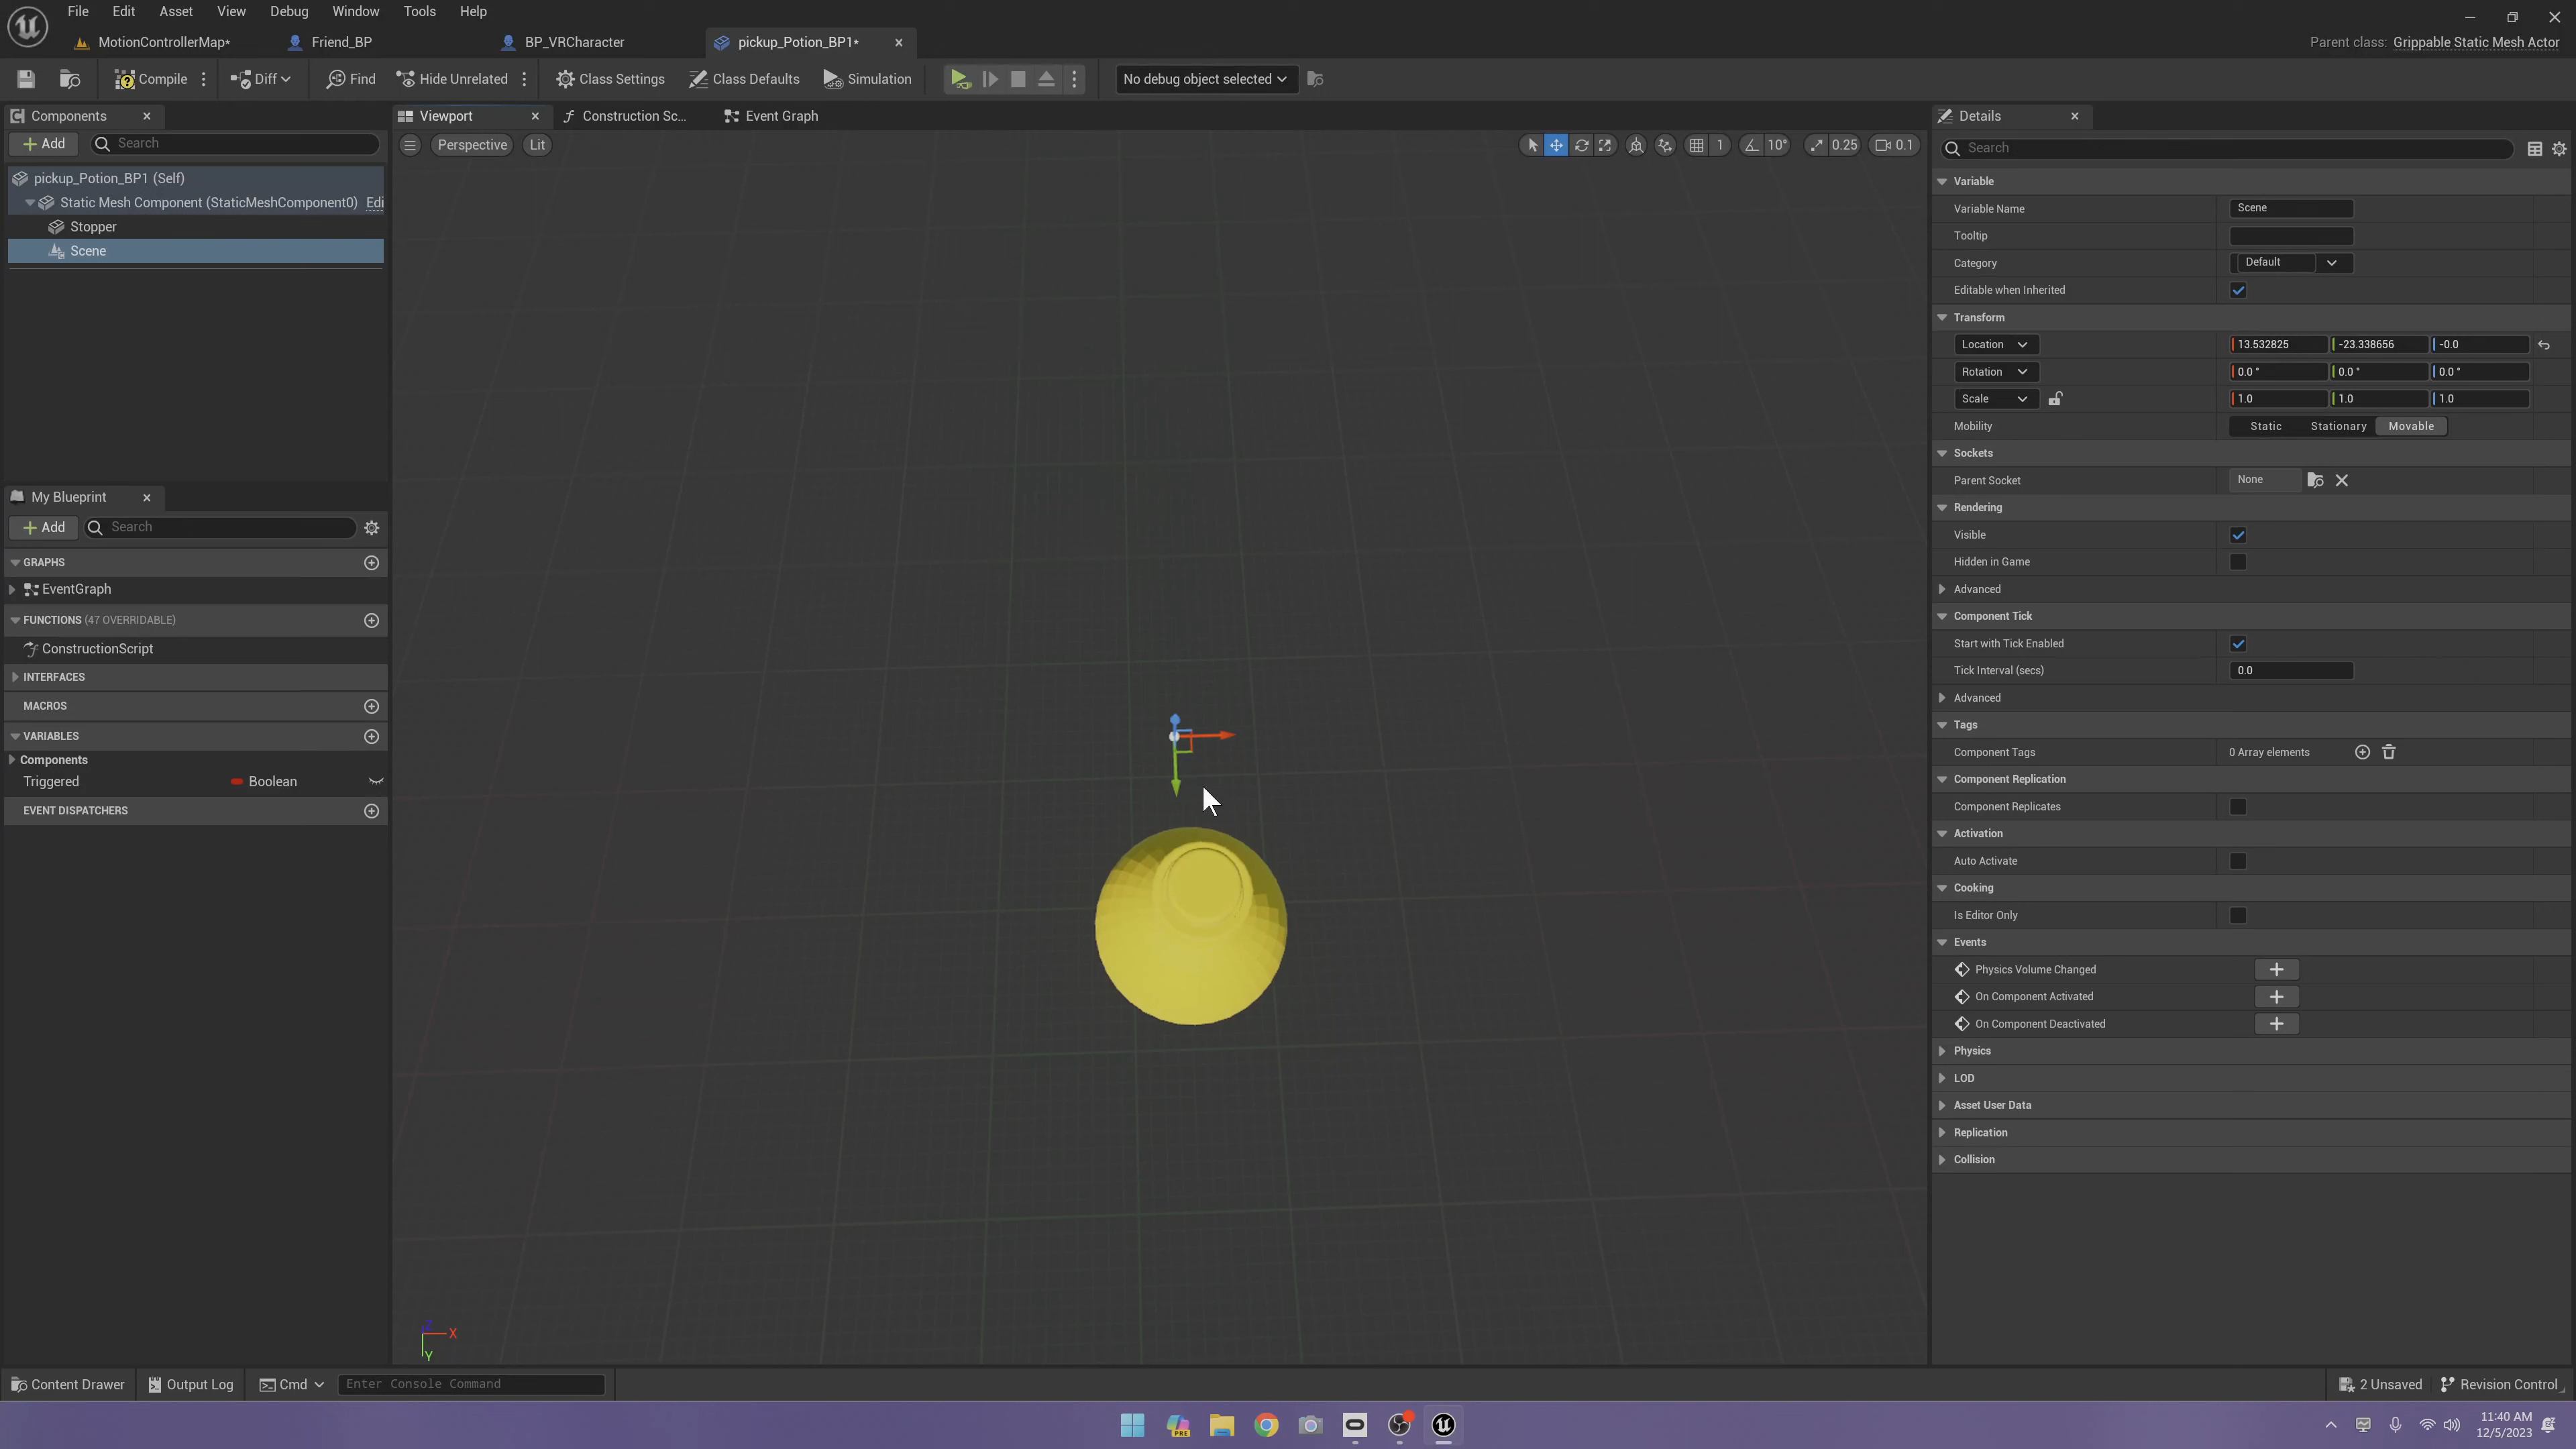 File Edit Asset View Debug Window Tools Help
MotionControllerMap* Friend_BP BP_VRCharacter pickup_Potion_BP1* Parent class: Grippable Static Mesh Actor
Compile Diff Find Hide Unrelated Class Settings Class Defaults Simulation No debug object selected
Components
Add Search
pickup_Potion_BP1 (Self)
Static Mesh Component (StaticMeshComponent0) Edi
Stopper
Scene
My Blueprint
Add Search
GRAPHS
EventGraph
FUNCTIONS (47 OVERRIDABLE)
ConstructionScript
INTERFACES
MACROS
VARIABLES
Components
Triggered Boolean
EVENT DISPATCHERS
Viewport Construction Sc... Event Graph
Perspective Lit 1 10° 0.25 0.1
Z X
Y
Details
Search
Variable
Variable Name Scene
Tooltip
Category Default
Editable when Inherited
Transform
Location 13.532825 -23.338656 -0.0
Rotation 0.0 ° 0.0 ° 0.0 °
Scale 1.0 1.0 1.0
Mobility Static Stationary Movable
Sockets
Parent Socket None
Rendering
Visible
Hidden in Game
Advanced
Component Tick
Start with Tick Enabled
Tick Interval (secs) 0.0
Advanced
Tags
Component Tags 0 Array elements
Component Replication
Component Replicates
Activation
Auto Activate
Cooking
Is Editor Only
Events
Physics Volume Changed
On Component Activated
On Component Deactivated
Physics
LOD
Asset User Data
Replication
Collision
Content Drawer Output Log Cmd Enter Console Command 2 Unsaved Revision Control
PRE
11:40 AM
12/5/2023